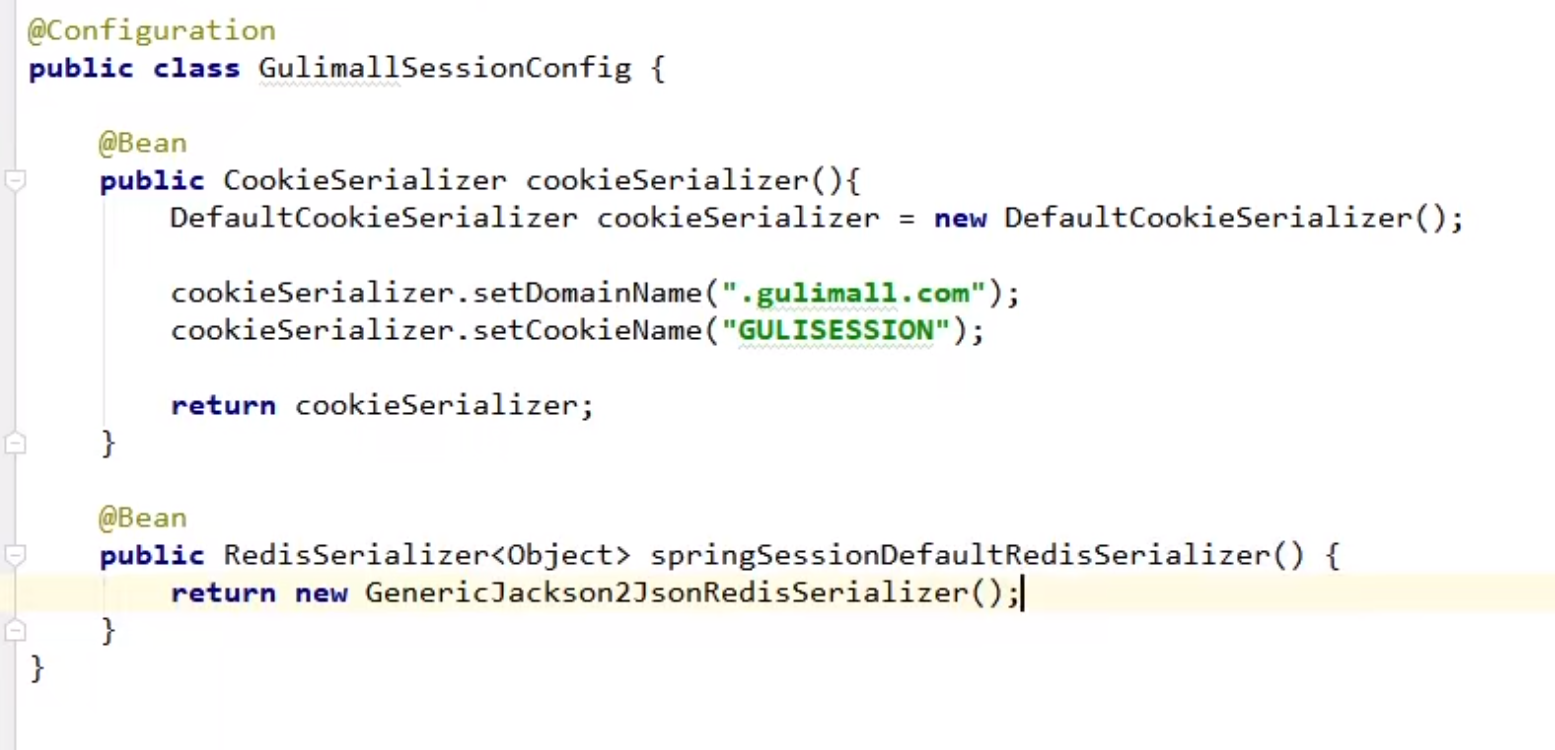 @Configuration
public class GulimallSessionConfig {
@Bean
public CookieSerializer cookieSerializer(){
DefaultCookieSerializer cookieSerializer = new DefaultCookieSerializer();
cookieSerializer.setDomainName(".gulimall.com");
cookieSerializer.setCookieName("GULISESSION");
return cookieSerializer;
}
@Bean
public RedisSerializer<Object> springSessionDefaultRedisSerializer() {
return new GenericJackson2JsonRedisSerializer();
}
}